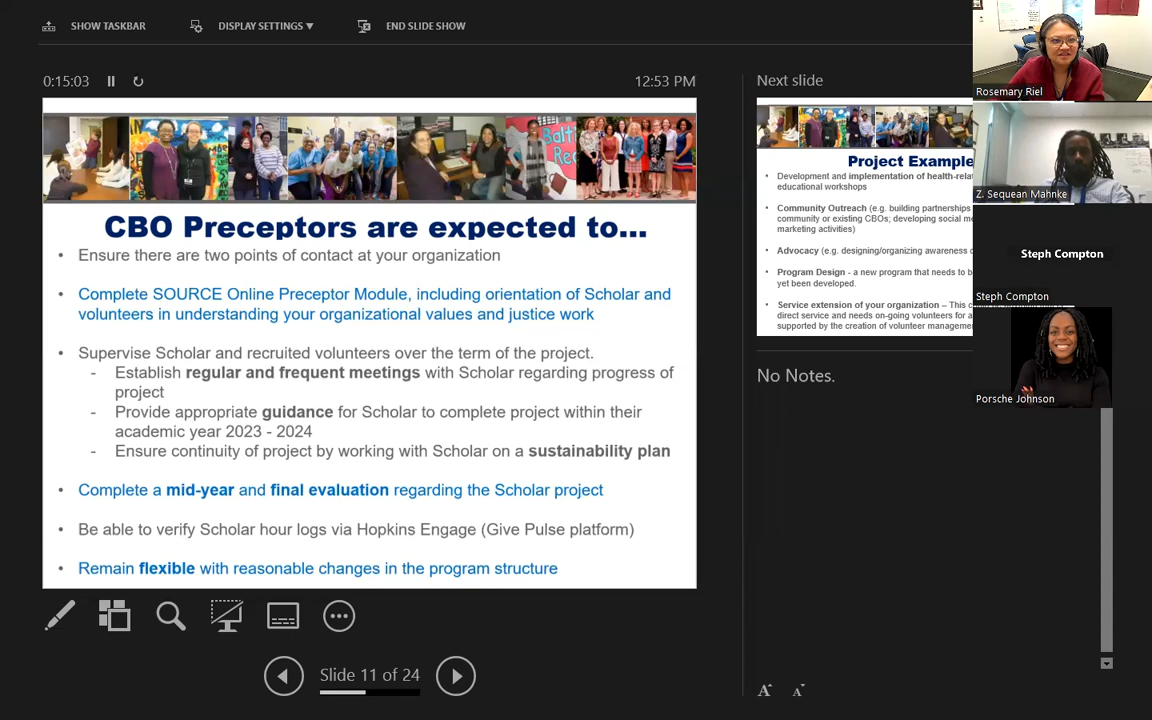 SHOW TASKBAR
DISPLAY SETTINGS ▼
END SLIDE SHOW
0:15:03
12:53 PM
CBO Preceptors are expected to...
• Ensure there are two points of contact at your organization
• Complete SOURCE Online Preceptor Module, including orientation of Scholar and
volunteers in understanding your organizational values and justice work
• Supervise Scholar and recruited volunteers over the term of the project.
- Establish regular and frequent meetings with Scholar regarding progress of
project
- Provide appropriate guidance for Scholar to complete project within their
academic year 2023 - 2024
- Ensure continuity of project by working with Scholar on a sustainability plan
• Complete a mid-year and final evaluation regarding the Scholar project
• Be able to verify Scholar hour logs via Hopkins Engage (Give Pulse platform)
• Remain flexible with reasonable changes in the program structure
Slide 11 of 24
Next slide
Project Example
• Development and implementation of health-rela
educational workshops
• Community Outreach (e.g. building partnerships
community or existing CBOs; developing social me
marketing activities)
• Advocacy (e.g. designing/organizing awareness c
• Program Design - a new program that needs to b
yet been developed.
• Service extension of your organization – This c
direct service and needs on-going volunteers for a
supported by the creation of volunteer manageme
No Notes.
Rosemary Riel
Z. Sequean Mahnke
Steph Compton
Steph Compton
Porsche Johnson